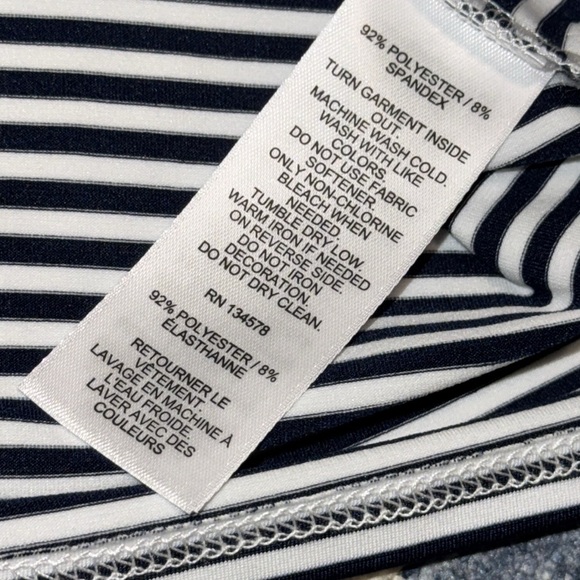 92% POLYESTER / 8%
SPANDEX
TURN GARMENT INSIDE
OUT.
MACHINE WASH COLD.
WASH WITH LIKE
COLORS.
DO NOT USE FABRIC
SOFTENER.
ONLY NON-CHLORINE
BLEACH WHEN
NEEDED
TUMBLE DRY LOW.
WARM IRON IF NEEDED
ON REVERSE SIDE.
DO NOT IRON
DECORATION.
DO NOT DRY CLEAN.
RN 134578
92% POLYESTER / 8%
ÉLASTHANNE
RETOURNER LE
VÊTEMENT.
LAVAGE EN MACHINE À
L'EAU FROIDE.
LAVER AVEC DES
COULEURS